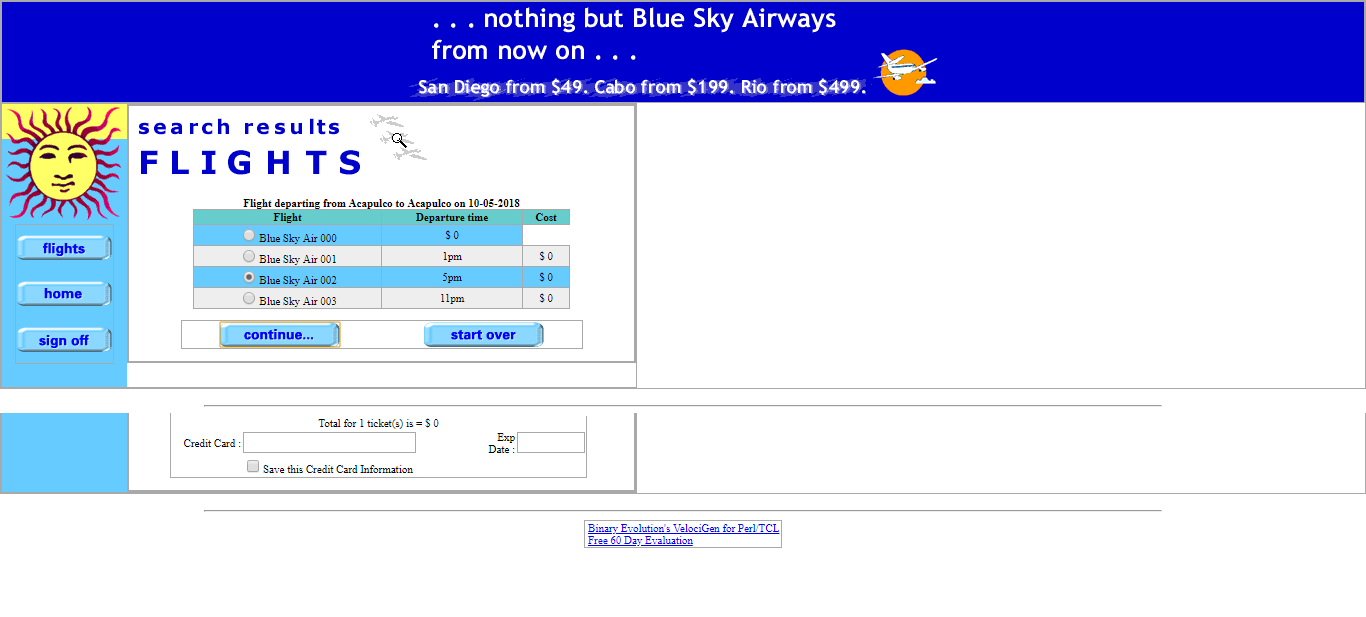 . . . nothing but Blue Sky Airways
from now on . . .
San Diego from $49. Cabo from $199. Rio from $499.
search results
FLIGHTS
flights
home
sign off
Flight departing from Acapulco to Acapulco on 10-05-2018
Flight Departure time Cost
Blue Sky Air 000 $ 0
Blue Sky Air 001 1pm $ 0
Blue Sky Air 002 5pm $ 0
Blue Sky Air 003 11pm $ 0
continue... start over
Total for 1 ticket(s) is = $ 0
Credit Card : Exp
Date :
Save this Credit Card Information
Binary Evolution's VelociGen for Perl/TCL
Free 60 Day Evaluation